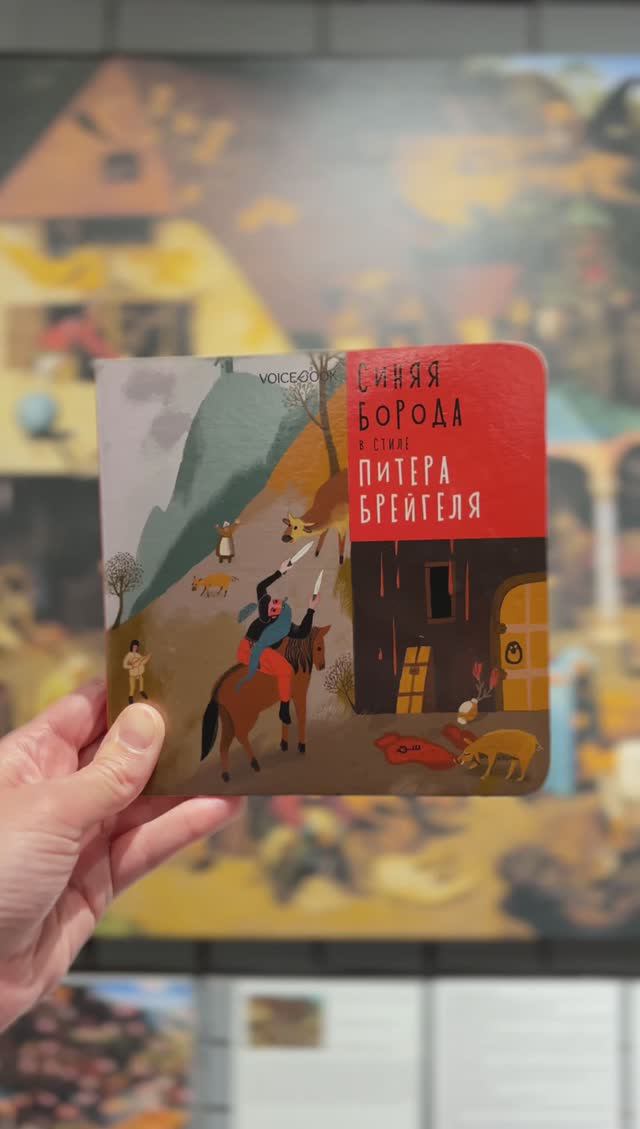 VOICEBOOK
СИНЯЯ
БОРОДА
В СТИЛЕ
ПИТЕРА
БРЕЙГЕЛЯ